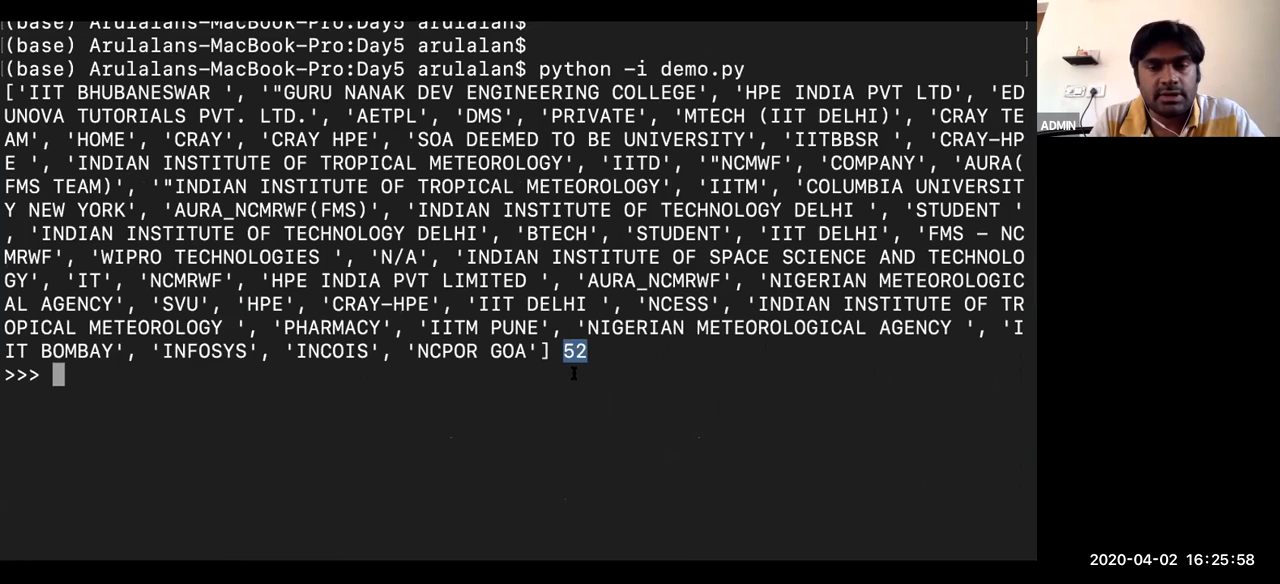 (base) Arulalans-MacBook-Pro:Day5 arulalan$
(base) Arulalans-MacBook-Pro:Day5 arulalan$
(base) Arulalans-MacBook-Pro:Day5 arulalan$ python -i demo.py
['IIT BHUBANESWAR ', '"GURU NANAK DEV ENGINEERING COLLEGE', 'HPE INDIA PVT LTD', 'ED
UNOVA TUTORIALS PVT. LTD.', 'AETPL', 'DMS', 'PRIVATE', 'MTECH (IIT DELHI)', 'CRAY TE
AM', 'HOME', 'CRAY', 'CRAY HPE', 'SOA DEEMED TO BE UNIVERSITY', 'IITBBSR ', 'CRAY-HP
E ', 'INDIAN INSTITUTE OF TROPICAL METEOROLOGY', 'IITD', '"NCMWF', 'COMPANY', 'AURA(
FMS TEAM)', '"INDIAN INSTITUTE OF TROPICAL METEOROLOGY', 'IITM', 'COLUMBIA UNIVERSIT
Y NEW YORK', 'AURA_NCMRWF(FMS)', 'INDIAN INSTITUTE OF TECHNOLOGY DELHI ', 'STUDENT '
, 'INDIAN INSTITUTE OF TECHNOLOGY DELHI', 'BTECH', 'STUDENT', 'IIT DELHI', 'FMS – NC
MRWF', 'WIPRO TECHNOLOGIES ', 'N/A', 'INDIAN INSTITUTE OF SPACE SCIENCE AND TECHNOLO
GY', 'IT', 'NCMRWF', 'HPE INDIA PVT LIMITED ', 'AURA_NCMRWF', 'NIGERIAN METEOROLOGIC
AL AGENCY', 'SVU', 'HPE', 'CRAY-HPE', 'IIT DELHI ', 'NCESS', 'INDIAN INSTITUTE OF TR
OPICAL METEOROLOGY ', 'PHARMACY', 'IITM PUNE', 'NIGERIAN METEOROLOGICAL AGENCY ', 'I
IT BOMBAY', 'INFOSYS', 'INCOIS', 'NCPOR GOA'] 52
>>>
ADMIN
2020-04-02 16:25:58